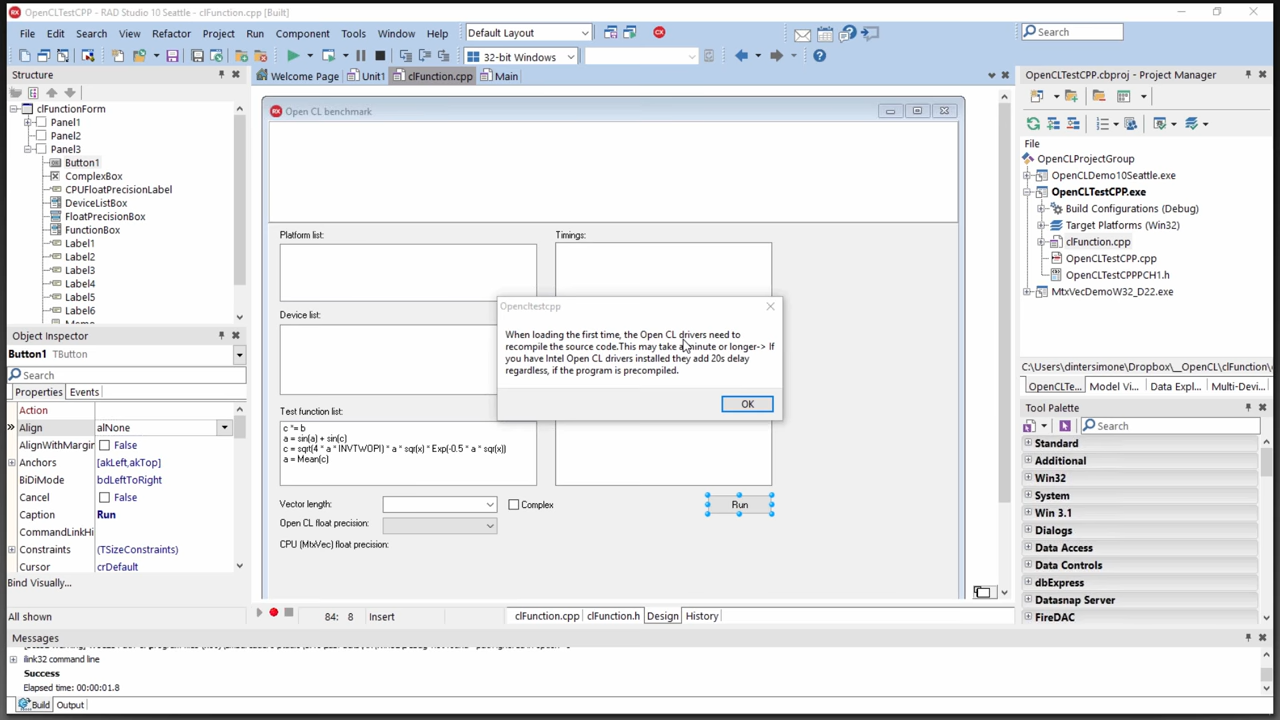 OpenCLTestCPP - RAD Studio 10 Seattle - clFunction.cpp [Built]
File Edit Search View Refactor Project Run Component Tools Window Help
Default Layout
Search
32-bit Windows
Structure
Welcome Page
Unit1
clFunction.cpp
Main
clFunctionForm
Panel1
Panel2
Panel3
Button1
ComplexBox
CPUFloatPrecisionLabel
DeviceListBox
FloatPrecisionBox
FunctionBox
Label1
Label2
Label3
Label4
Label5
Label6
Object Inspector
Button1 TButton
Search
Properties Events
Action
Align alNone
AlignWithMargin False
Anchors [akLeft,akTop]
BiDiMode bdLeftToRight
Cancel False
Caption Run
CommandLinkHi
Constraints (TSizeConstraints)
Cursor crDefault
Bind Visually...
All shown
Open CL benchmark
Platform list:
Timings:
Device list:
Test function list:
c *= b
a = sin(a) + sin(c)
c = sqrt(4 * a * INVTWOPI) * a * sqr(x) * Exp(-0.5 * a * sqr(x))
a = Mean(c)
Vector length:
Complex
Run
Open CL float precision:
CPU (MtxVec) float precision:
Opencltestcpp
When loading the first time, the Open CL drivers need to
recompile the source code.This may take a minute or longer-> If
you have Intel Open CL drivers installed they add 20s delay
regardless, if the program is precompiled.
OK
84: 8 Insert
clFunction.cpp clFunction.h Design History
OpenCLTestCPP.cbproj - Project Manager
File
OpenCLProjectGroup
OpenCLDemo10Seattle.exe
OpenCLTestCPP.exe
Build Configurations (Debug)
Target Platforms (Win32)
clFunction.cpp
OpenCLTestCPP.cpp
OpenCLTestCPPPCH1.h
MtxVecDemoW32_D22.exe
C:\Users\dintersimone\Dropbox\__OpenCL\clFunction\
OpenCLTe... Model Vi... Data Expl... Multi-Devi...
Tool Palette
Search
Standard
Additional
Win32
System
Win 3.1
Dialogs
Data Access
Data Controls
dbExpress
Datasnap Server
FireDAC
Messages
ilink32 command line
Success
Elapsed time: 00:00:01.8
Build Output